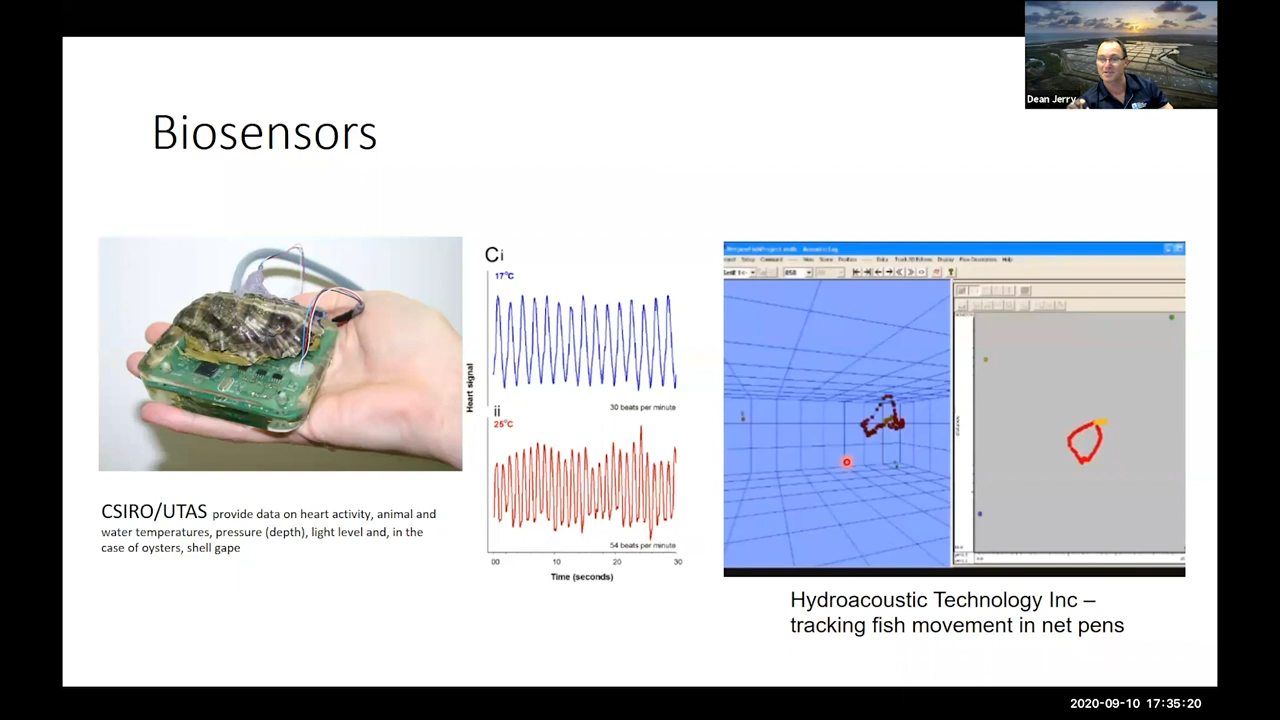 Dean Jerry
Biosensors
Ci
17°C
Heart signal
30 beats per minute
ii
25°C
54 beats per minute
00 10 20 30
Time (seconds)
CSIRO/UTAS provide data on heart activity, animal and
water temperatures, pressure (depth), light level and, in the
case of oysters, shell gape
Hydroacoustic Technology Inc –
tracking fish movement in net pens
2020-09-10 17:35:20